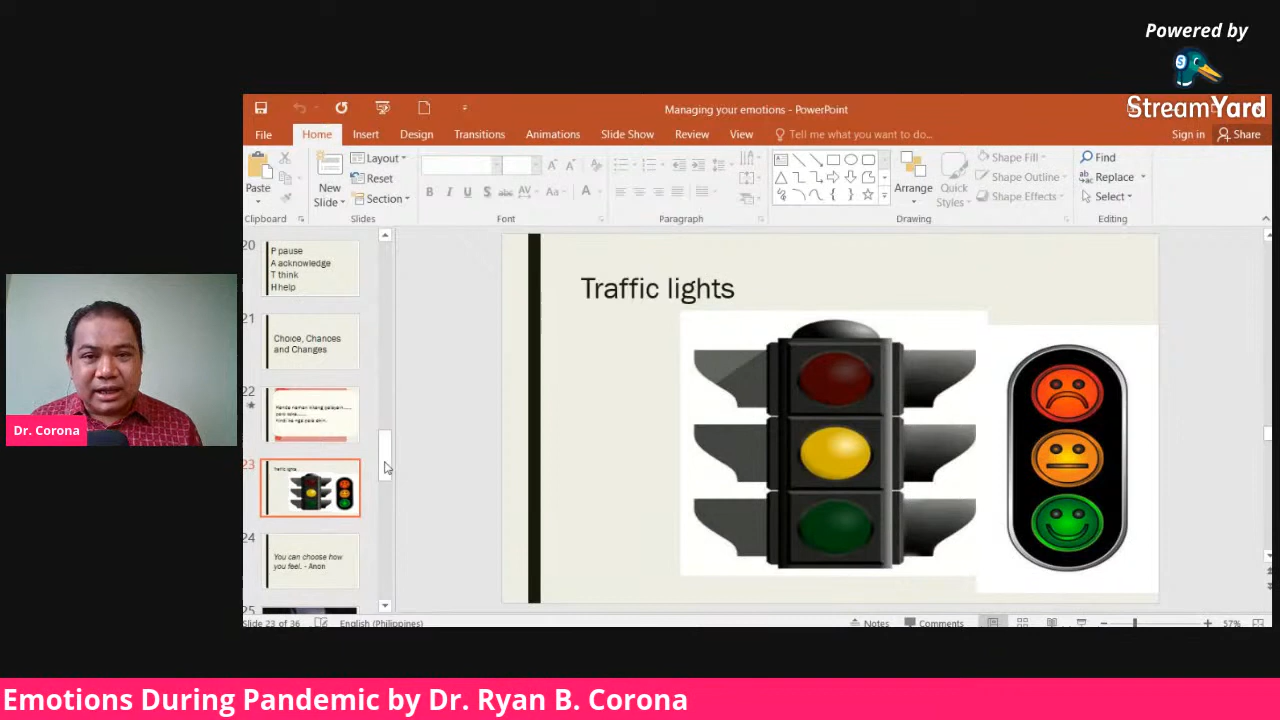 Powered by
StreamYard
Managing your emotions - PowerPoint
File Home Insert Design Transitions Animations Slide Show Review View Tell me what you want to do... Sign in Share
Paste
New
Slide
Layout
Reset
Section
Arrange
Quick
Styles
Shape Fill
Shape Outline
Shape Effects
Find
Replace
Select
Clipboard Slides Font Paragraph Drawing Editing
20
P pause
A acknowledge
T think
H help
21
Choice, Chances
and Changes
22
23
Traffic lights
24
You can choose how
you feel. - Anon
25
Traffic lights
Dr. Corona
Slide 23 of 36 English (Philippines) Notes Comments 57%
Emotions During Pandemic by Dr. Ryan B. Corona